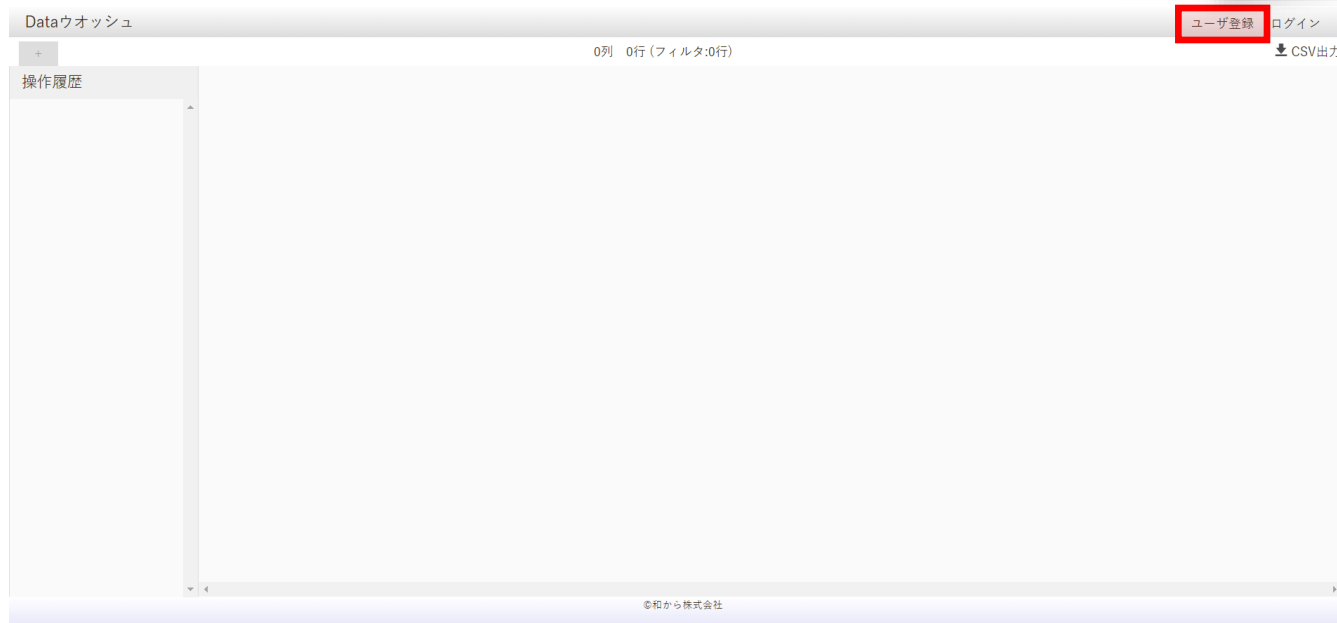 Dataウオッシュ ユーザ登録 ログイン
+ 0列 0行 (フィルタ:0行) CSV出力
操作履歴
©和から株式会社